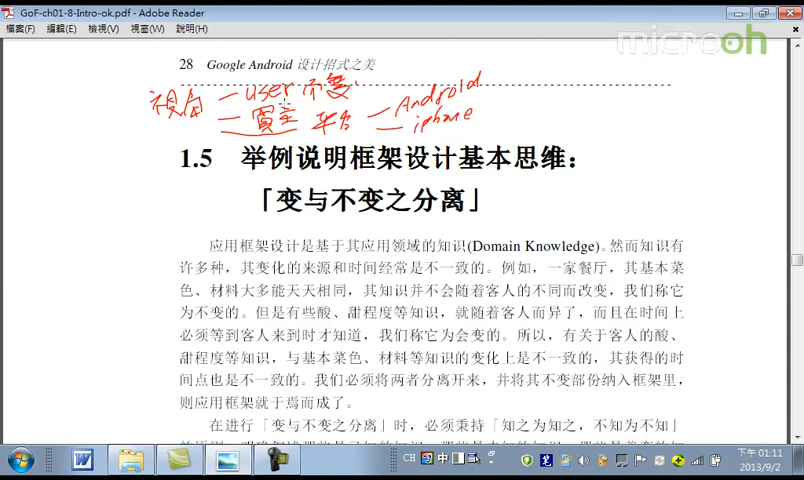 GoF-ch01-8-Intro-ok.pdf - Adobe Reader
檔案(F) 編輯(E) 檢視(V) 視窗(W) 說明(H)
microoh
28 Google Android 设计招式之美
視角 — user 不變
— 買主 平台 — Android
— iphone
1.5 举例说明框架设计基本思维：
「变与不变之分离」
应用框架设计是基于其应用领域的知识(Domain Knowledge)。然而知识有
许多种，其变化的来源和时间经常是不一致的。例如，一家餐厅，其基本菜
色、材料大多能天天相同，其知识并不会随着客人的不同而改变，我们称它
为不变的。但是有些酸、甜程度等知识，就随着客人而异了，而且在时间上
必须等到客人来到时才知道，我们称它为会变的。所以，有关于客人的酸、
甜程度等知识，与基本菜色、材料等知识的变化上是不一致的，其获得的时
间点也是不一致的。我们必须将两者分离开来，并将其不变部份纳入框架里，
则应用框架就于焉而成了。
在进行「变与不变之分离」时，必须秉持「知之为知之，不知为不知」
CH 中
下午 01:11
2013/9/2